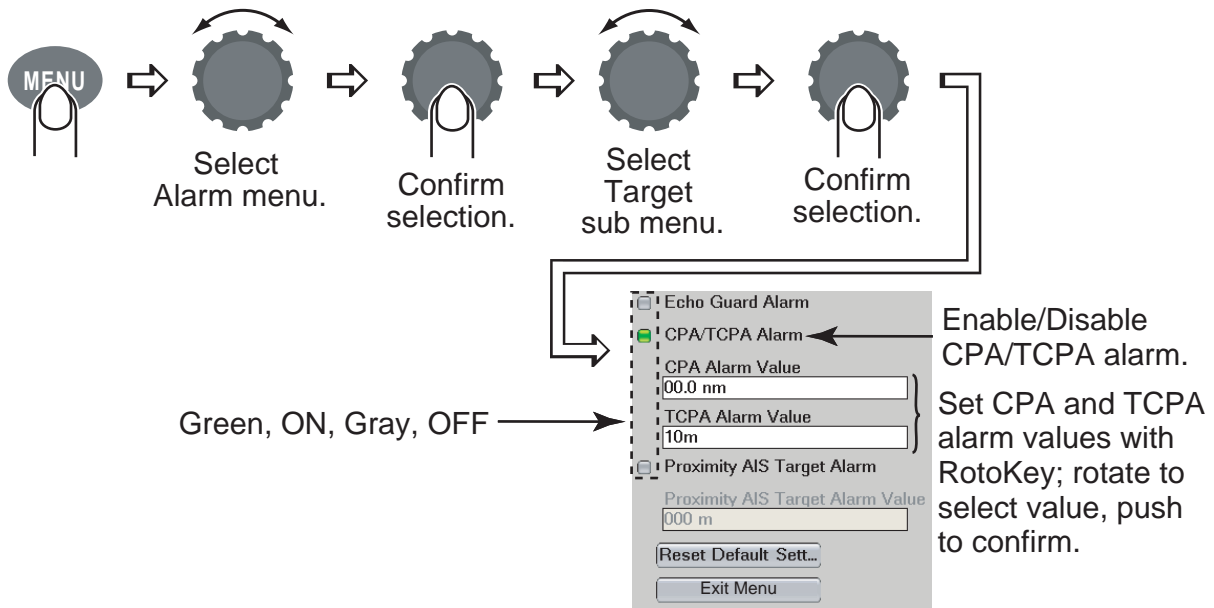 MENU
Select
Alarm menu.
Confirm
selection.
Select
Target
sub menu.
Confirm
selection.
Echo Guard Alarm
CPA/TCPA Alarm
CPA Alarm Value
00.0 nm
TCPA Alarm Value
10m
Proximity AIS Target Alarm
Proximity AIS Target Alarm Value
000 m
Reset Default Sett...
Exit Menu
Green, ON, Gray, OFF
Enable/Disable
CPA/TCPA alarm.
Set CPA and TCPA
alarm values with
RotoKey; rotate to
select value, push
to confirm.